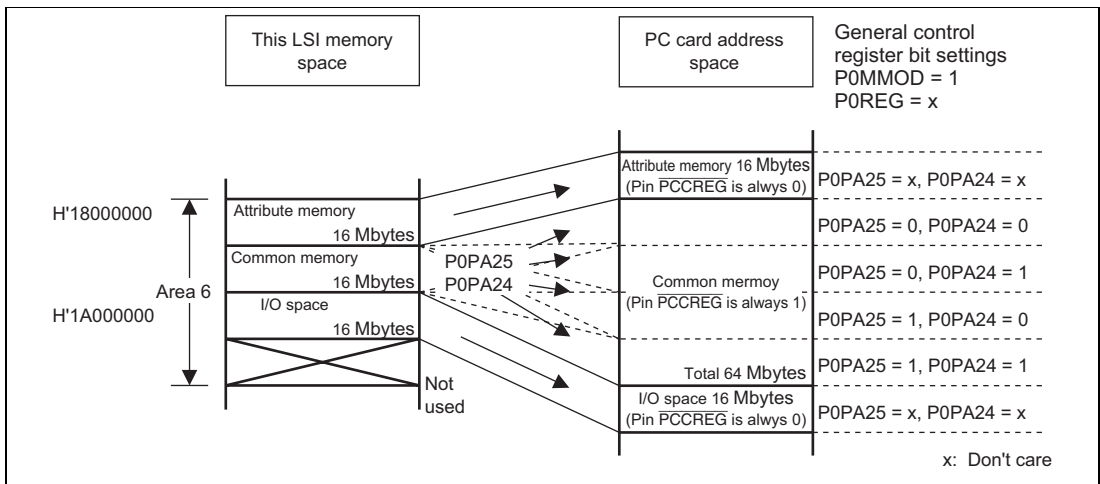 This LSI memory
space
PC card address
space
General control
register bit settings
P0MMOD = 1
P0REG = x
H'18000000
Area 6
H'1A000000
Attribute memory
16 Mbytes
Common memory
16 Mbytes
I/O space
16 Mbytes
Not
used
P0PA25
P0PA24
Attribute memory 16 Mbytes
(Pin PCCREG is alwys 0)
Common mermoy
(Pin PCCREG is always 1)
Total 64 Mbytes
I/O space 16 Mbytes
(Pin PCCREG is alwys 0)
P0PA25 = x, P0PA24 = x
P0PA25 = 0, P0PA24 = 0
P0PA25 = 0, P0PA24 = 1
P0PA25 = 1, P0PA24 = 0
P0PA25 = 1, P0PA24 = 1
P0PA25 = x, P0PA24 = x
x: Don't care